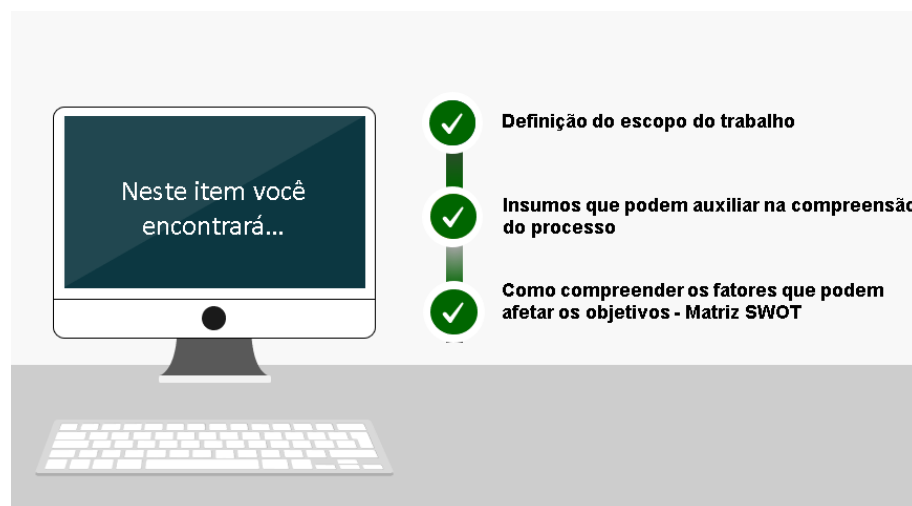 Neste item você
encontrará...
Definição do escopo do trabalho
Insumos que podem auxiliar na compreensão
do processo
Como compreender os fatores que podem
afetar os objetivos - Matriz SWOT